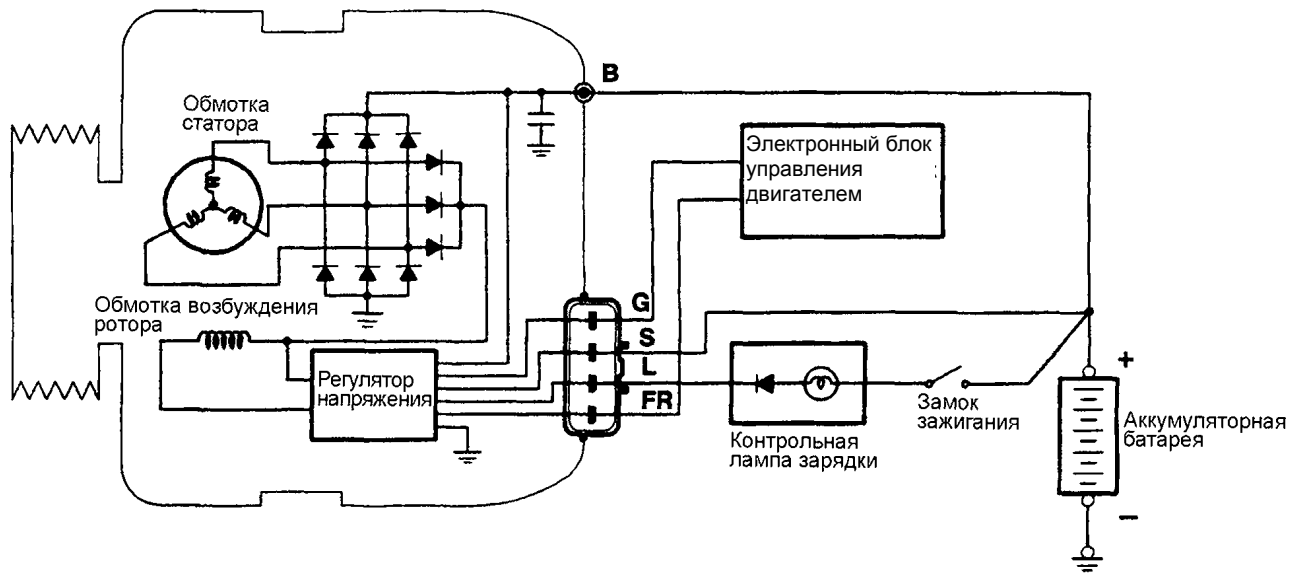 B
Обмотка
статора
Электронный блок
управления
двигателем
Обмотка возбуждения
ротора
G
S
L
FR
Регулятор
напряжения
Контрольная
лампа зарядки
Замок
зажигания
+
Аккумуляторная
батарея
–